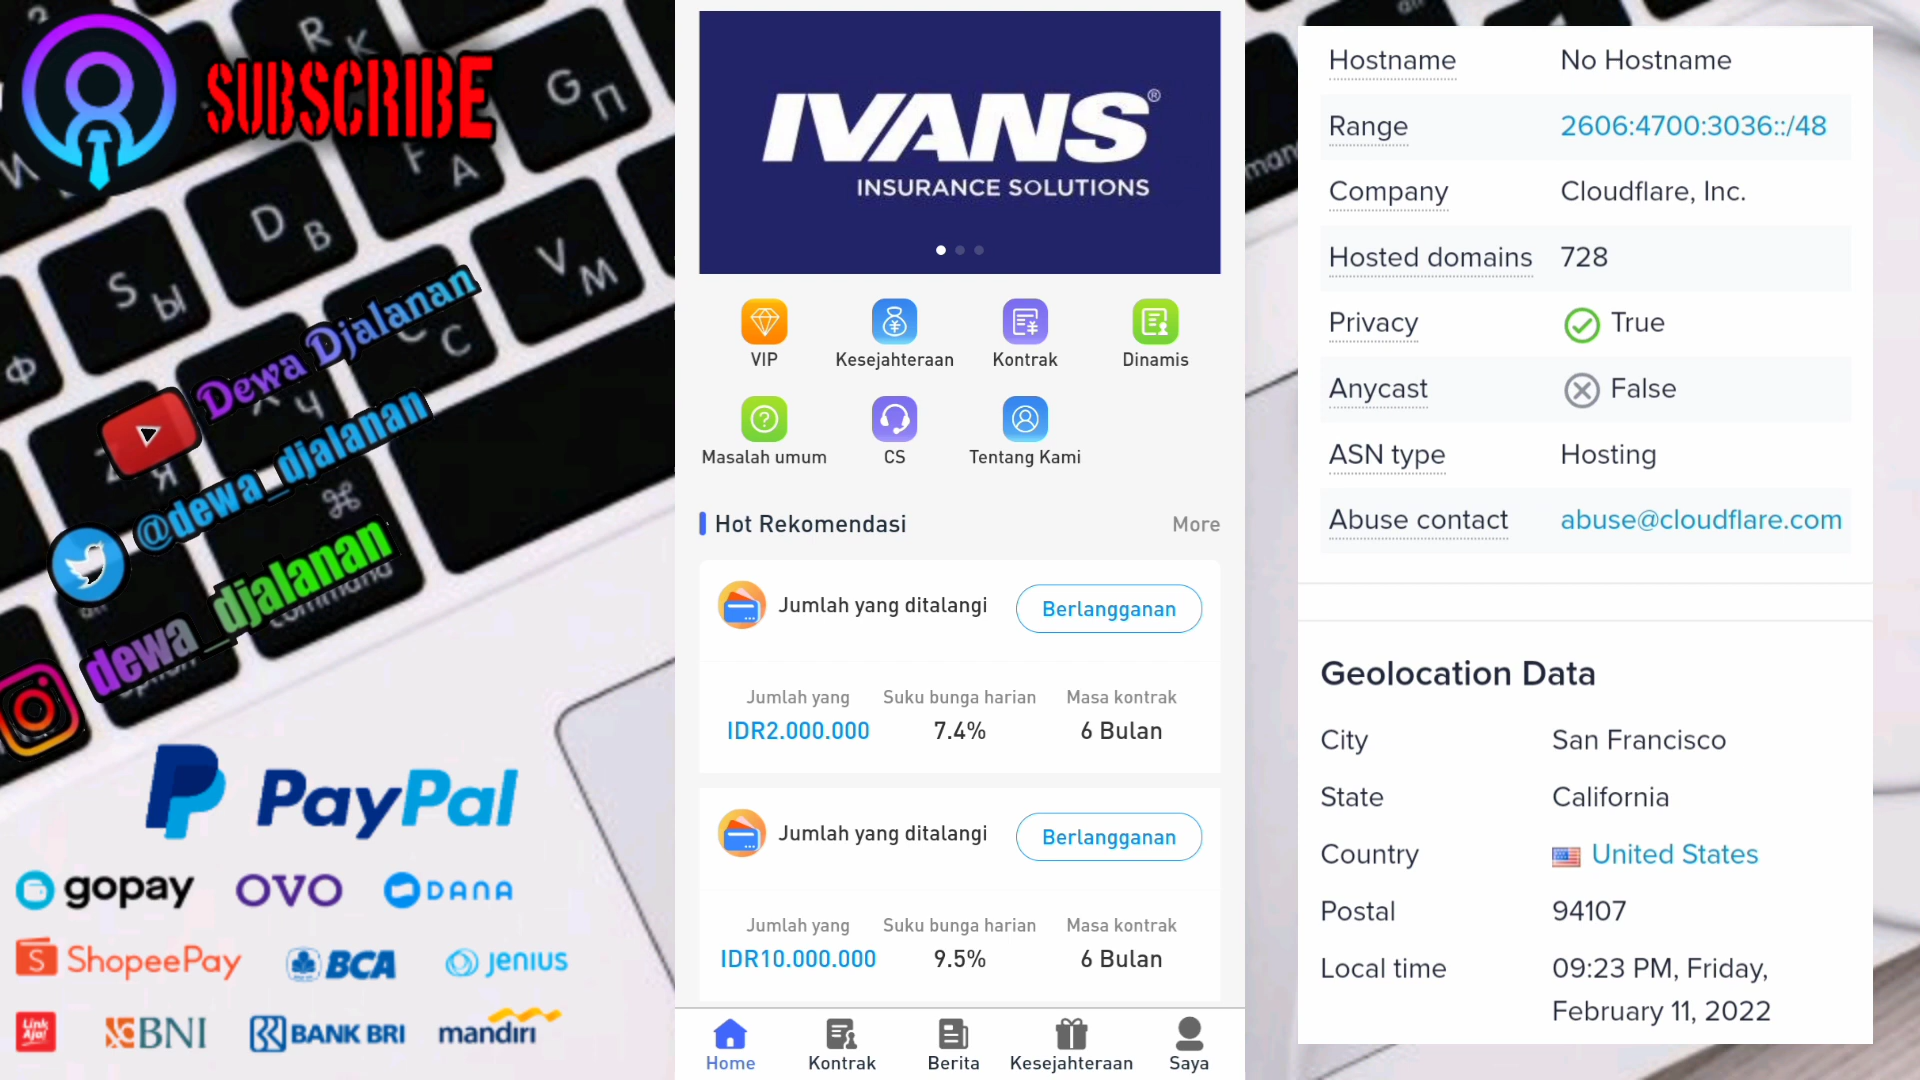 SUBSCRIBE
Dewa Djalanan
@dewa_djalanan
dewa_djalanan
PayPal
gopay OVO DANA
ShopeePay BCA jenius
LinkAja! BNI BANK BRI mandiri
IVANS®
INSURANCE SOLUTIONS
VIP Kesejahteraan Kontrak Dinamis
Masalah umum CS Tentang Kami
Hot Rekomendasi More
Jumlah yang ditalangi Berlangganan
Jumlah yang Suku bunga harian Masa kontrak
IDR2.000.000 7.4% 6 Bulan
Jumlah yang ditalangi Berlangganan
Jumlah yang Suku bunga harian Masa kontrak
IDR10.000.000 9.5% 6 Bulan
Home Kontrak Berita Kesejahteraan Saya
Hostname No Hostname
Range 2606:4700:3036::/48
Company Cloudflare, Inc.
Hosted domains 728
Privacy True
Anycast False
ASN type Hosting
Abuse contact abuse@cloudflare.com
Geolocation Data
City San Francisco
State California
Country United States
Postal 94107
Local time 09:23 PM, Friday,
February 11, 2022